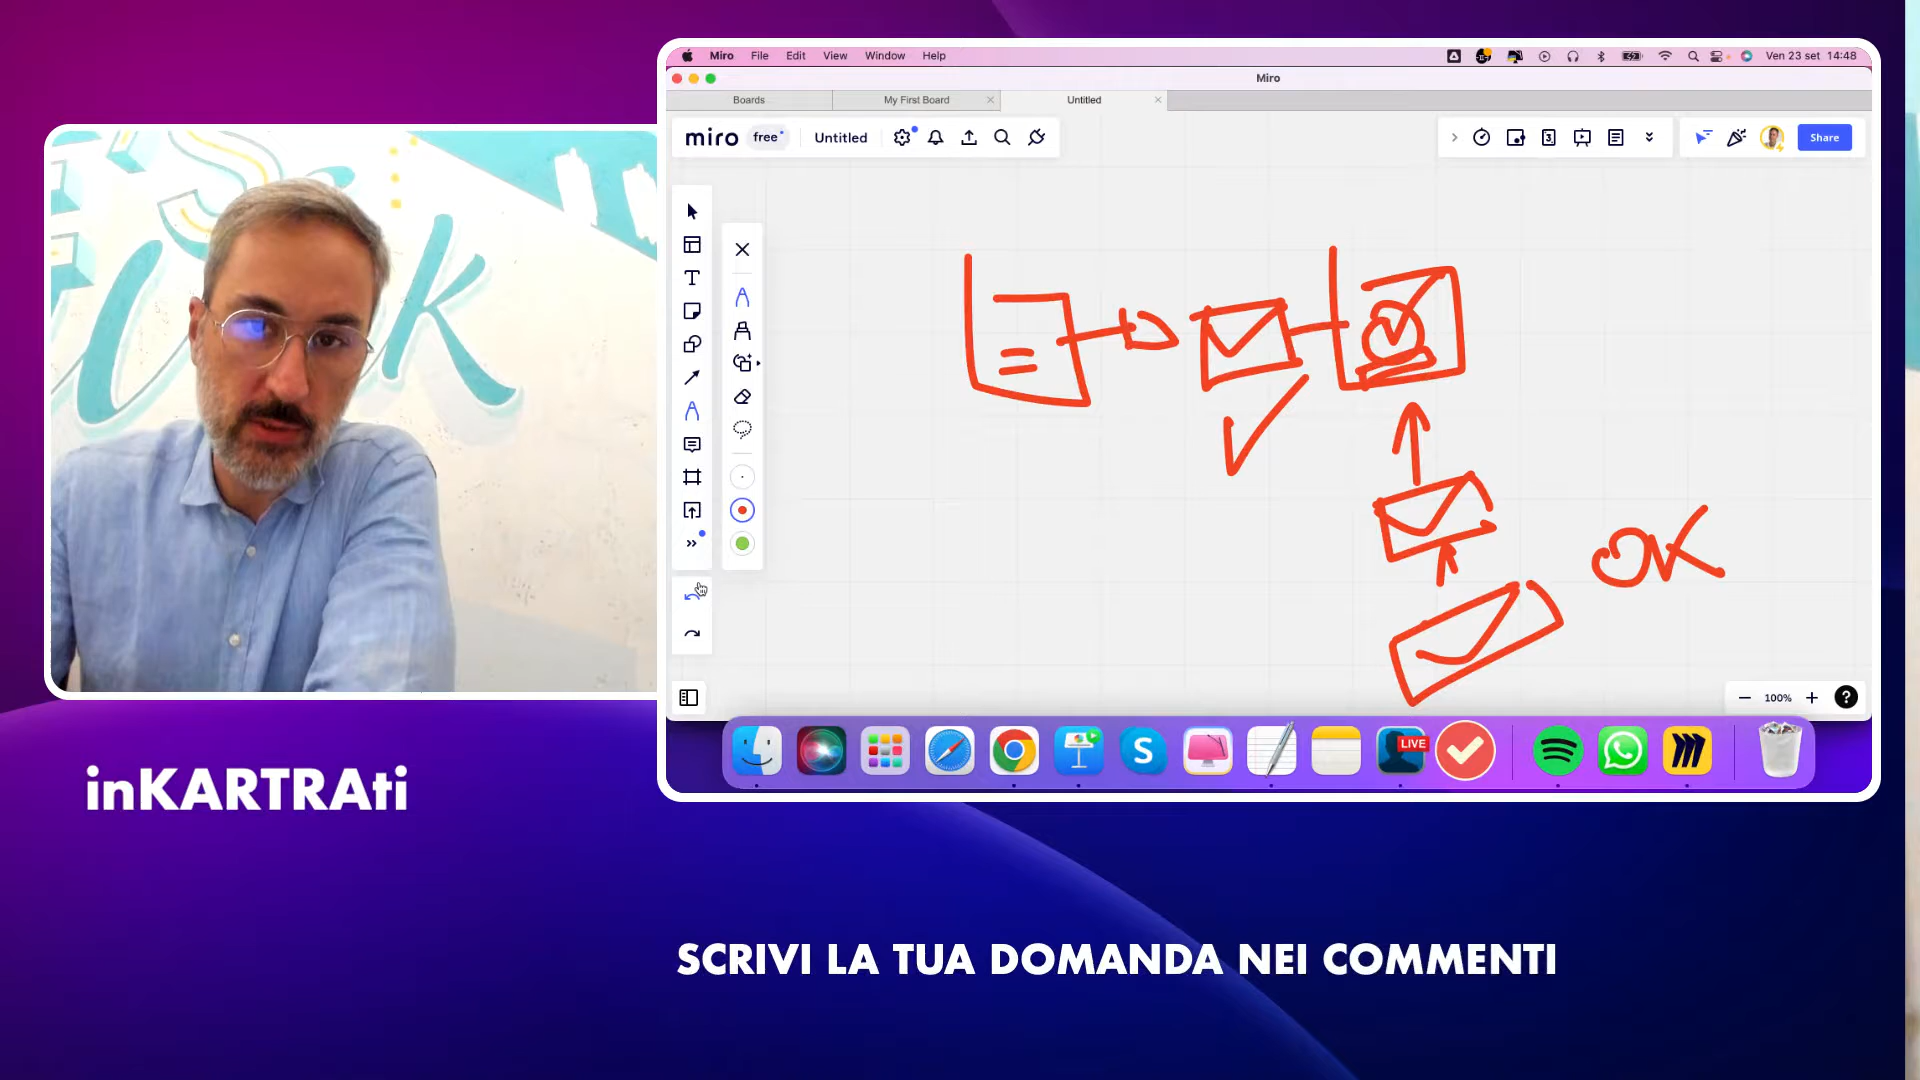 Miro File Edit View Window Help
Ven 23 set 14:48
Miro
Boards
My First Board
Untitled
miro free Untitled
Share
OK
100%
LIVE
inKARTRAti
SCRIVI LA TUA DOMANDA NEI COMMENTI